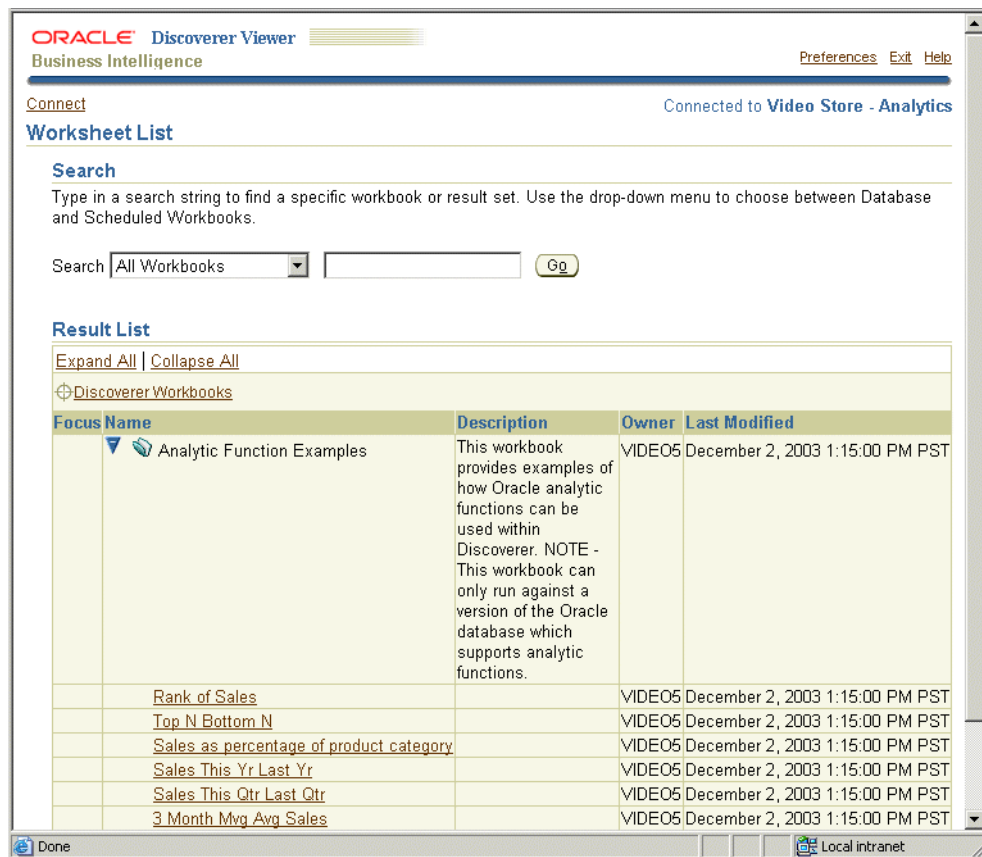 ORACLE Discoverer Viewer
Business Intelligence
Preferences Exit Help
Connect
Connected to Video Store - Analytics
Worksheet List
Search
Type in a search string to find a specific workbook or result set. Use the drop-down menu to choose between Database
and Scheduled Workbooks.
Search All Workbooks Go
Result List
Expand All | Collapse All
Discoverer Workbooks
Focus Name Description Owner Last Modified
Analytic Function Examples
This workbook
provides examples of
how Oracle analytic
functions can be
used within
Discoverer. NOTE -
This workbook can
only run against a
version of the Oracle
database which
supports analytic
functions.
VIDEO5 December 2, 2003 1:15:00 PM PST
Rank of Sales VIDEO5 December 2, 2003 1:15:00 PM PST
Top N Bottom N VIDEO5 December 2, 2003 1:15:00 PM PST
Sales as percentage of product category VIDEO5 December 2, 2003 1:15:00 PM PST
Sales This Yr Last Yr VIDEO5 December 2, 2003 1:15:00 PM PST
Sales This Qtr Last Qtr VIDEO5 December 2, 2003 1:15:00 PM PST
3 Month Mvg Avg Sales VIDEO5 December 2, 2003 1:15:00 PM PST
Done
Local intranet